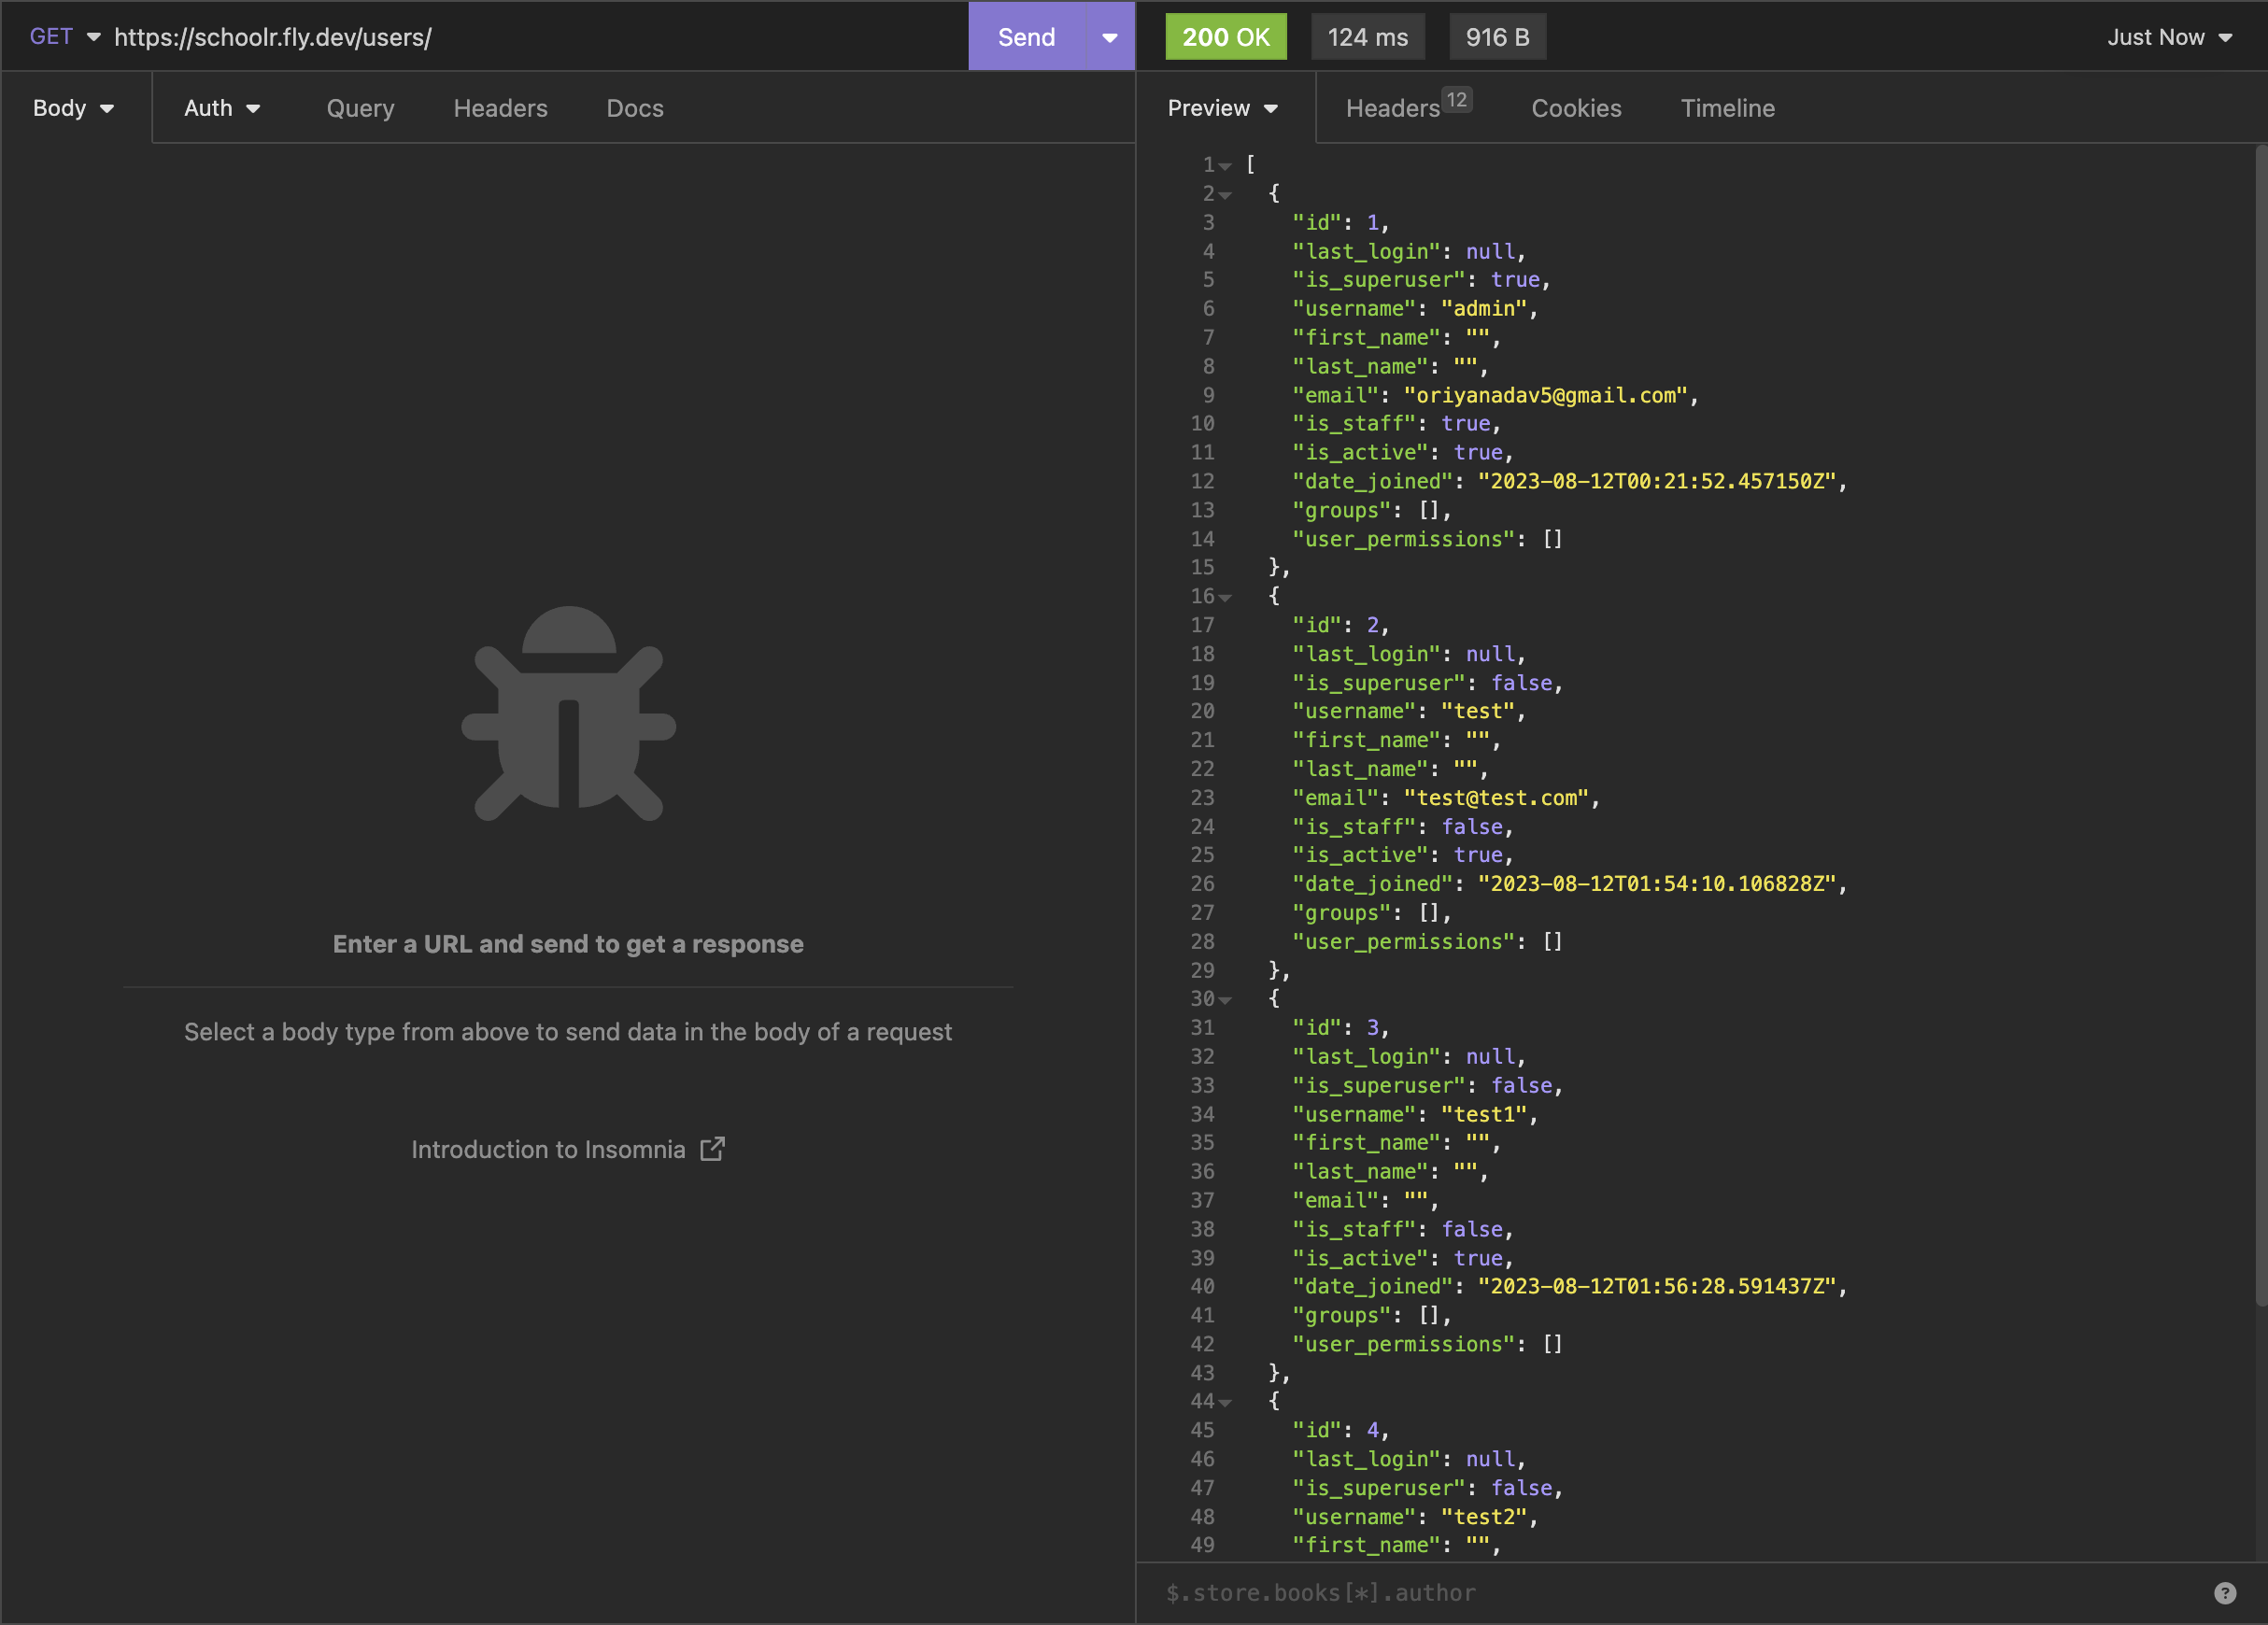 GET https://schoolr.fly.dev/users/ Send 200 OK 124 ms 916 B Just Now
Body Auth Query Headers Docs Preview Headers 12 Cookies Timeline
Enter a URL and send to get a response
Select a body type from above to send data in the body of a request
Introduction to Insomnia
1 [
2 {
3 "id": 1,
4 "last_login": null,
5 "is_superuser": true,
6 "username": "admin",
7 "first_name": "",
8 "last_name": "",
9 "email": "oriyanadav5@gmail.com",
10 "is_staff": true,
11 "is_active": true,
12 "date_joined": "2023-08-12T00:21:52.457150Z",
13 "groups": [],
14 "user_permissions": []
15 },
16 {
17 "id": 2,
18 "last_login": null,
19 "is_superuser": false,
20 "username": "test",
21 "first_name": "",
22 "last_name": "",
23 "email": "test@test.com",
24 "is_staff": false,
25 "is_active": true,
26 "date_joined": "2023-08-12T01:54:10.106828Z",
27 "groups": [],
28 "user_permissions": []
29 },
30 {
31 "id": 3,
32 "last_login": null,
33 "is_superuser": false,
34 "username": "test1",
35 "first_name": "",
36 "last_name": "",
37 "email": "",
38 "is_staff": false,
39 "is_active": true,
40 "date_joined": "2023-08-12T01:56:28.591437Z",
41 "groups": [],
42 "user_permissions": []
43 },
44 {
45 "id": 4,
46 "last_login": null,
47 "is_superuser": false,
48 "username": "test2",
49 "first_name": "",
$.store.books[*].author ?